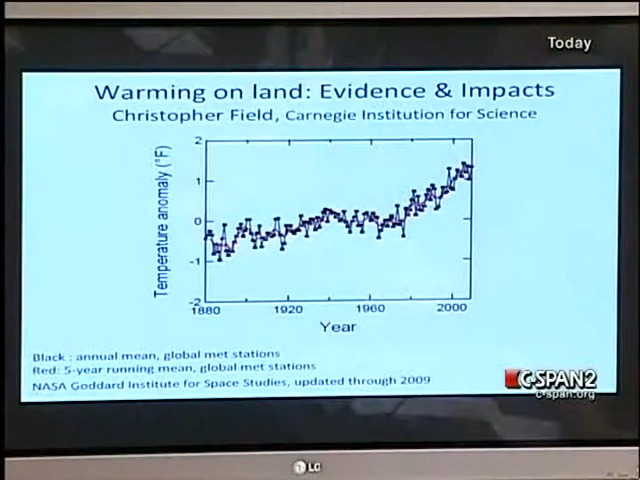 Today
Warming on land: Evidence & Impacts
Christopher Field, Carnegie Institution for Science
Temperature anomaly (°F)
2
1
0
-1
-2
1880 1920 1960 2000
Year
Black : annual mean, global met stations
Red: 5-year running mean, global met stations
NASA Goddard Institute for Space Studies, updated through 2009
C-SPAN2
c-span.org
LG